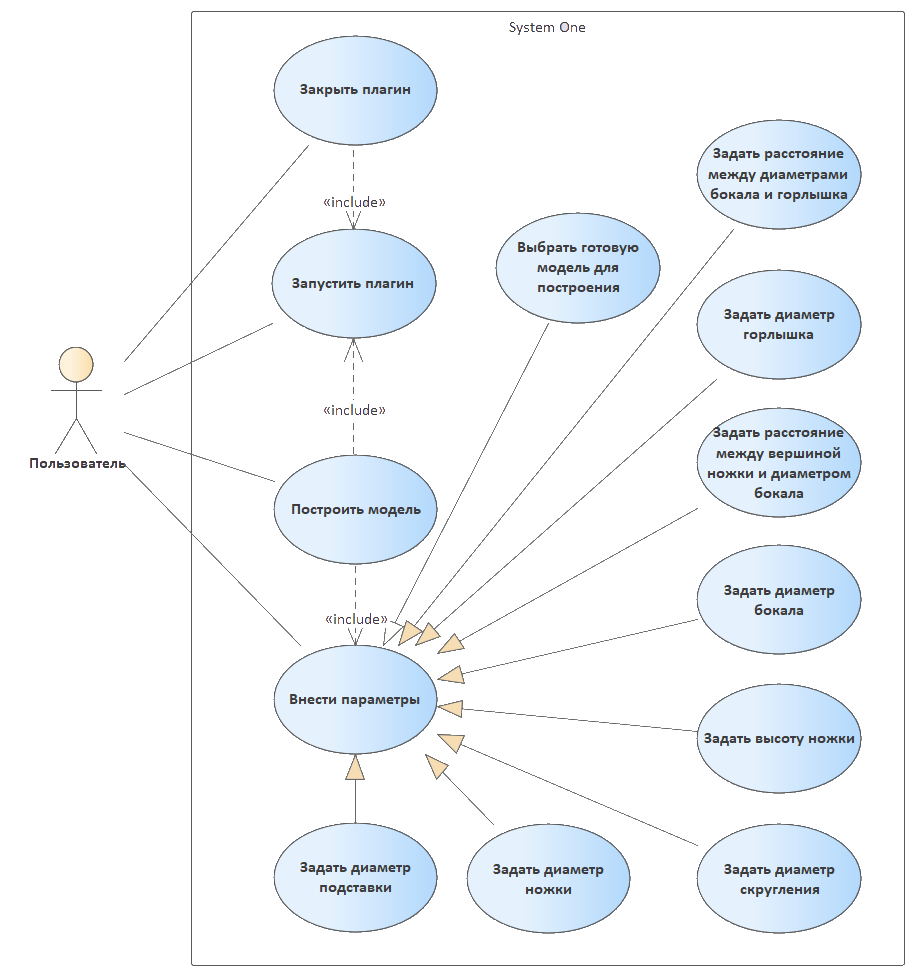 System One
Закрыть плагин
«include»
Запустить плагин
«include»
Построить модель
«include»
Внести параметры
Пользователь
Выбрать готовую
модель для
построения
Задать расстояние
между диаметрами
бокала и горлышка
Задать диаметр
горлышка
Задать расстояние
между вершиной
ножки и диаметром
бокала
Задать диаметр
бокала
Задать высоту ножки
Задать диаметр
подставки
Задать диаметр
ножки
Задать диаметр
скругления